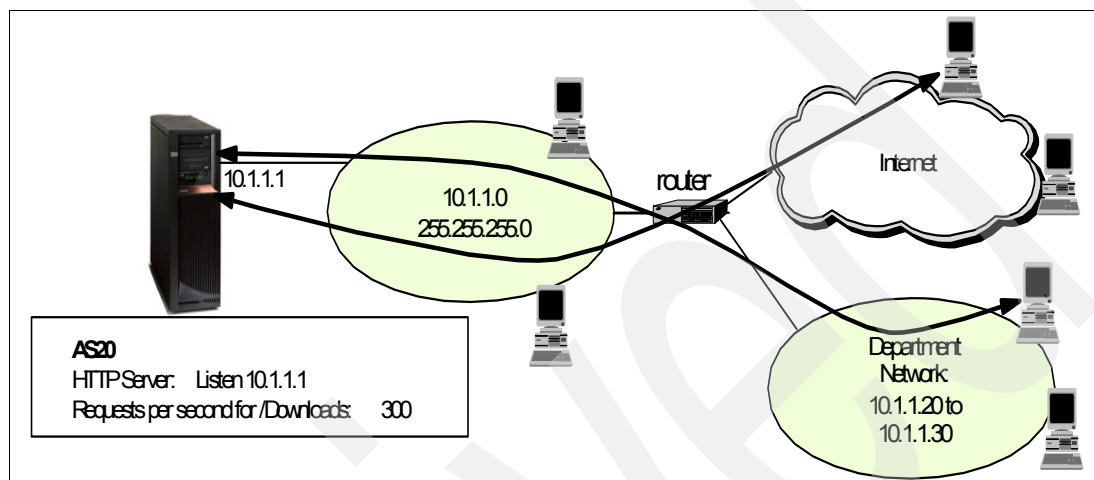 10.1.1.1
10.1.1.0
255.255.255.0
router
Internet
Department
Network:
10.1.1.20 to
10.1.1.30
AS20
HTTP Server: Listen 10.1.1.1
Requests per second for /Downloads: 300